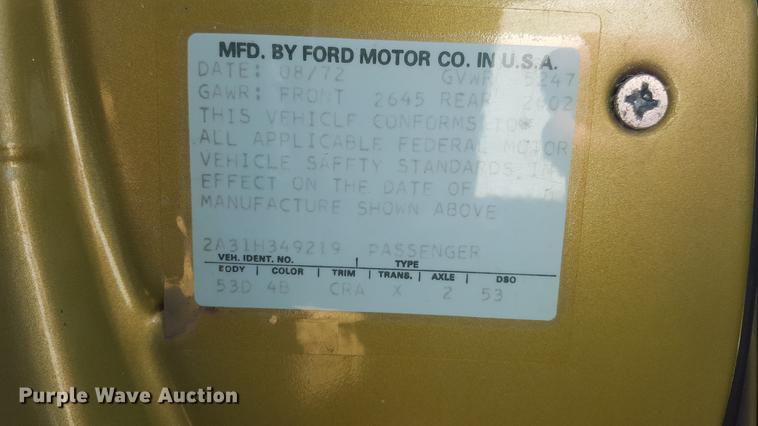 MFD. BY FORD MOTOR CO. IN U.S.A.
DATE: 08/72 GVWR 5247
GAWR: FRONT 2645 REAR 2602
THIS VEHICLE CONFORMS TO
ALL APPLICABLE FEDERAL MOTOR
VEHICLE SAFFTY STANDARDS IN
EFFECT ON THE DATE OF
MANUFACTURE SHOWN ABOVE
2A31H349219 PASSENGER
VEH. IDENT. NO. | TYPE
BODY | COLOR | TRIM | TRANS. | AXLE | DSO
53D 4B CRA X 2 53
Purple Wave Auction